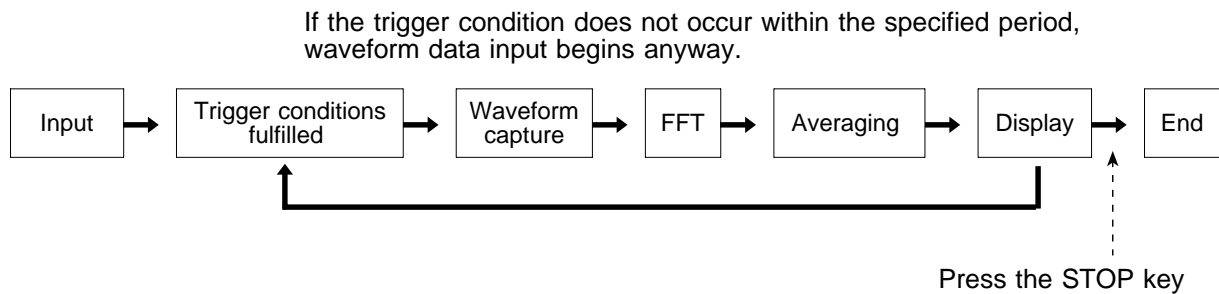 If the trigger condition does not occur within the specified period,
waveform data input begins anyway.
Input
Trigger conditions
fulfilled
Waveform
capture
FFT
Averaging
Display
End
Press the STOP key